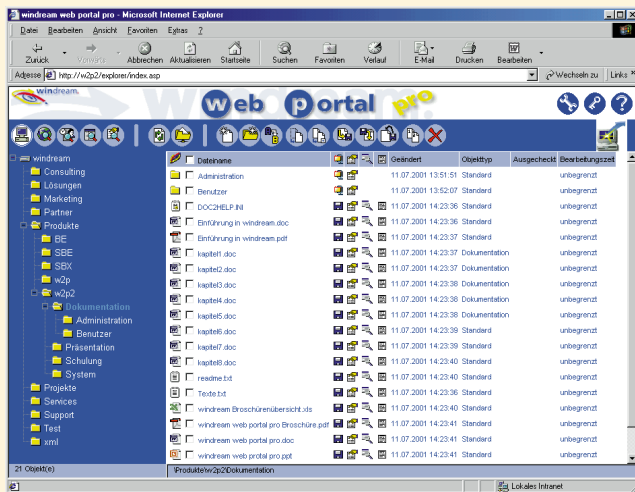 windream web portal pro - Microsoft Internet Explorer
Datei Bearbeiten Ansicht Favoriten Extras ?
Zurück Vorwärts Abbrechen Aktualisieren Startseite Suchen Favoriten Verlauf E-Mail Drucken Bearbeiten
Adresse http://w2p2/explorer/index.asp Wechseln zu Links »
windream.
Web Portal pro
windream
Consulting
Lösungen
Marketing
Partner
Produkte
BE
SBE
SBX
w2p
w2p2
Dokumentation
Administration
Benutzer
Präsentation
Schulung
System
Projekte
Services
Support
Test
xml
21 Objekt(e)
Dateiname Geändert Objekttyp Ausgecheckt Bearbeitungszeit
Administration 11.07.2001 13:51:51 Standard unbegrenzt
Benutzer 11.07.2001 13:52:07 Standard unbegrenzt
DOC2HELP.INI 11.07.2001 14:23:36 Standard unbegrenzt
Einführung in windream.doc 11.07.2001 14:23:36 Standard unbegrenzt
Einführung in windream.pdf 11.07.2001 14:23:37 Standard unbegrenzt
kapitel1.doc 11.07.2001 14:23:37 Dokumentation unbegrenzt
kapitel2.doc 11.07.2001 14:23:37 Dokumentation unbegrenzt
kapitel3.doc 11.07.2001 14:23:38 Dokumentation unbegrenzt
kapitel4.doc 11.07.2001 14:23:38 Dokumentation unbegrenzt
kapitel5.doc 11.07.2001 14:23:38 Dokumentation unbegrenzt
kapitel6.doc 11.07.2001 14:23:39 Standard unbegrenzt
kapitel7.doc 11.07.2001 14:23:39 Standard unbegrenzt
kapitel8.doc 11.07.2001 14:23:40 Standard unbegrenzt
readme.txt 11.07.2001 14:23:40 Standard unbegrenzt
Texte.txt 11.07.2001 14:23:36 Standard unbegrenzt
windream Broschürenübersicht.xls 11.07.2001 14:23:40 Standard unbegrenzt
windream web portal pro Broschüre.pdf 11.07.2001 14:23:41 Standard unbegrenzt
windream web portal pro.doc 11.07.2001 14:23:41 Standard unbegrenzt
windream web protal pro.ppt 11.07.2001 14:23:41 Standard unbegrenzt
\Produkte\w2p2\Dokumentation
Lokales Intranet